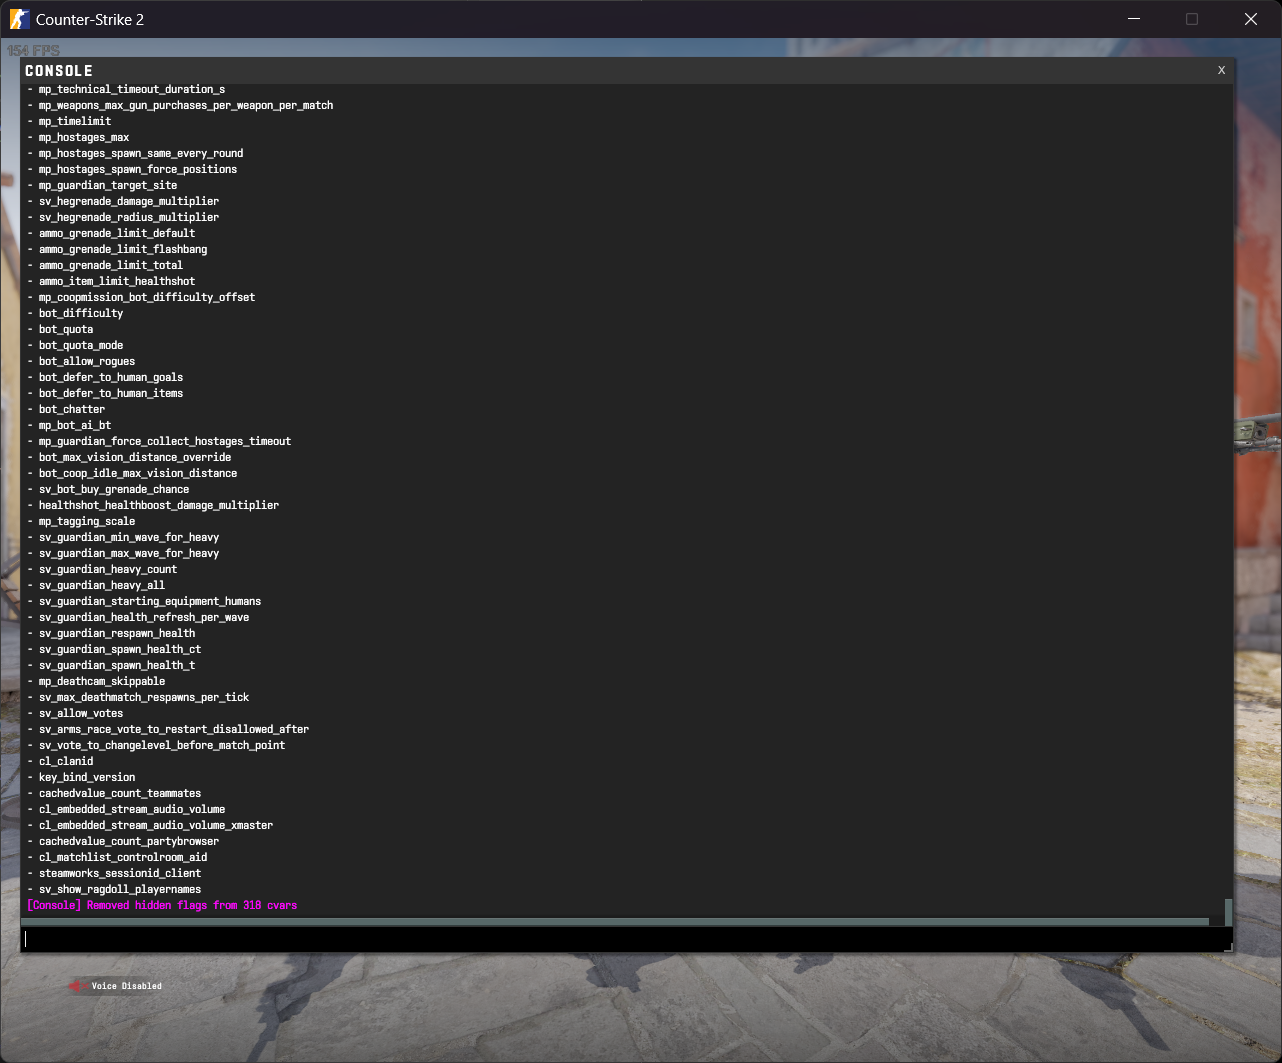 Counter-Strike 2
154 FPS
CONSOLE
X
- mp_technical_timeout_duration_s
- mp_weapons_max_gun_purchases_per_weapon_per_match
- mp_timelimit
- mp_hostages_max
- mp_hostages_spawn_same_every_round
- mp_hostages_spawn_force_positions
- mp_guardian_target_site
- sv_hegrenade_damage_multiplier
- sv_hegrenade_radius_multiplier
- ammo_grenade_limit_default
- ammo_grenade_limit_flashbang
- ammo_grenade_limit_total
- ammo_item_limit_healthshot
- mp_coopmission_bot_difficulty_offset
- bot_difficulty
- bot_quota
- bot_quota_mode
- bot_allow_rogues
- bot_defer_to_human_goals
- bot_defer_to_human_items
- bot_chatter
- mp_bot_ai_bt
- mp_guardian_force_collect_hostages_timeout
- bot_max_vision_distance_override
- bot_coop_idle_max_vision_distance
- sv_bot_buy_grenade_chance
- healthshot_healthboost_damage_multiplier
- mp_tagging_scale
- sv_guardian_min_wave_for_heavy
- sv_guardian_max_wave_for_heavy
- sv_guardian_heavy_count
- sv_guardian_heavy_all
- sv_guardian_starting_equipment_humans
- sv_guardian_health_refresh_per_wave
- sv_guardian_respawn_health
- sv_guardian_spawn_health_ct
- sv_guardian_spawn_health_t
- mp_deathcam_skippable
- sv_max_deathmatch_respawns_per_tick
- sv_allow_votes
- sv_arms_race_vote_to_restart_disallowed_after
- sv_vote_to_changelevel_before_match_point
- cl_clanid
- key_bind_version
- cachedvalue_count_teammates
- cl_embedded_stream_audio_volume
- cl_embedded_stream_audio_volume_xmaster
- cachedvalue_count_partybrowser
- cl_matchlist_controlroom_aid
- steamworks_sessionid_client
- sv_show_ragdoll_playernames
[Console] Removed hidden flags from 318 cvars
Voice Disabled